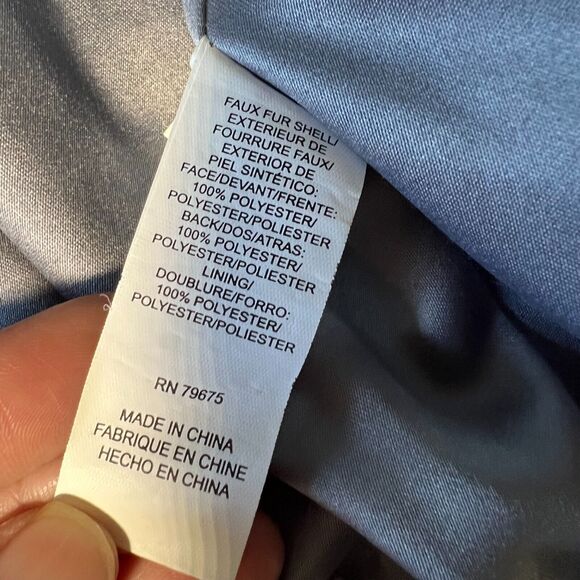 FAUX FUR SHELL/
EXTERIEUR DE
FOURRURE FAUX/
EXTERIOR DE
PIEL SINTÉTICO:
FACE/DEVANT/FRENTE:
100% POLYESTER/
POLYESTER/POLIESTER
BACK/DOS/ATRAS:
100% POLYESTER/
POLYESTER/POLIESTER
LINING/
DOUBLURE/FORRO:
100% POLYESTER/
POLYESTER/POLIESTER
RN 79675
MADE IN CHINA
FABRIQUE EN CHINE
HECHO EN CHINA